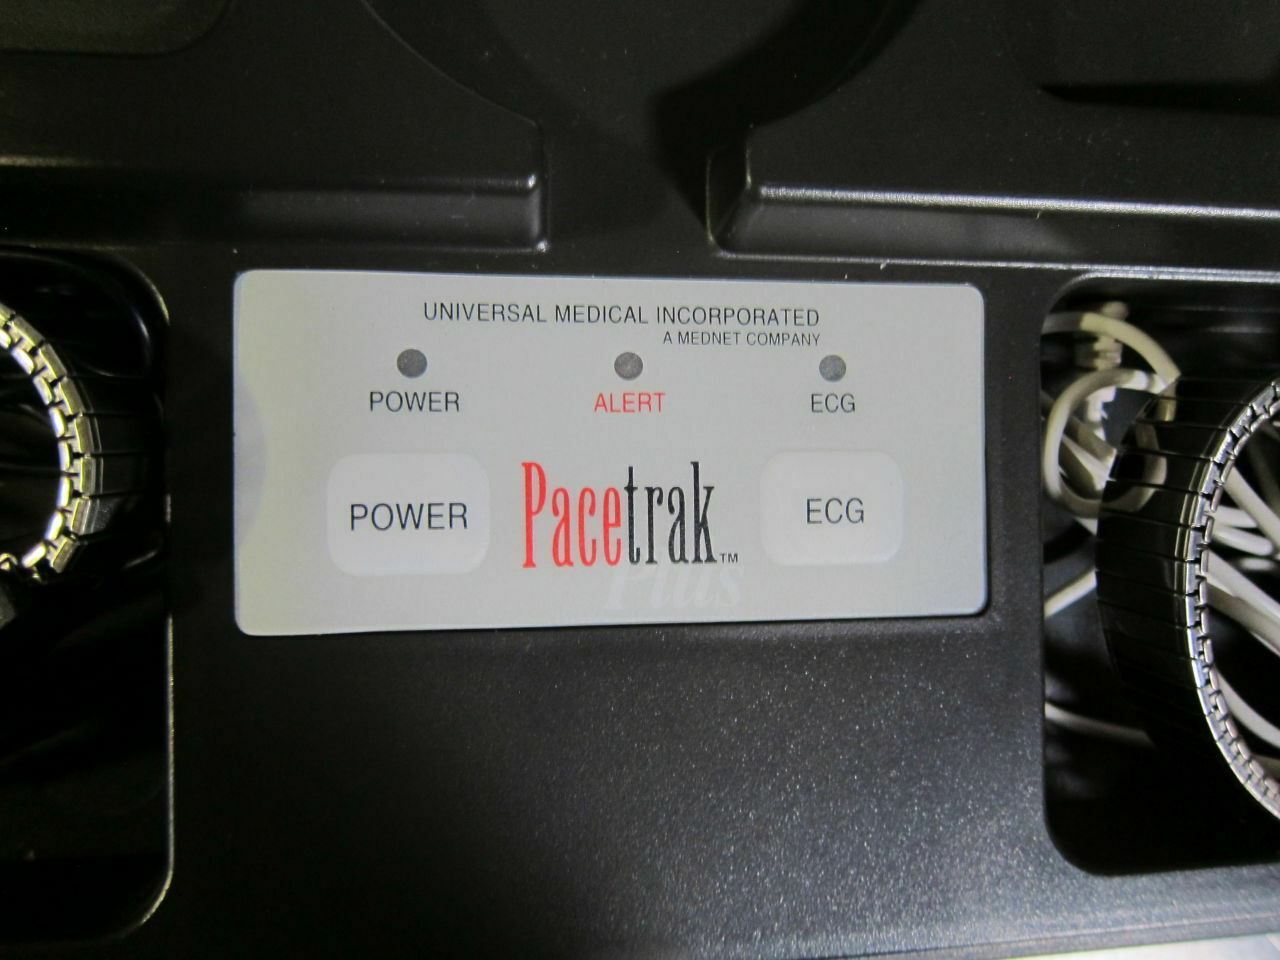 UNIVERSAL MEDICAL INCORPORATED
A MEDNET COMPANY
POWER ALERT ECG
POWER Pacetrak™ ECG
Plus